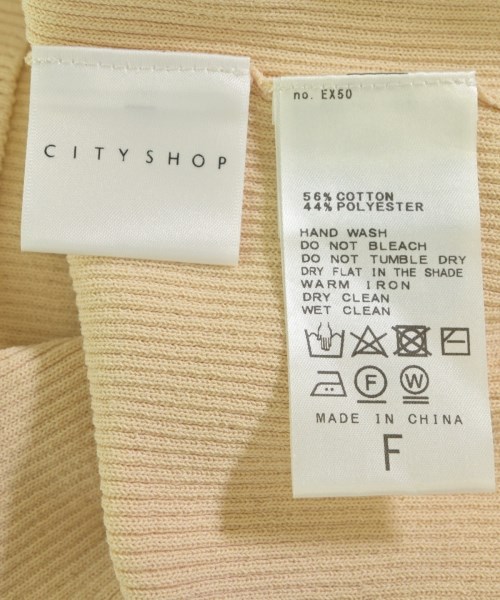 CITYSHOP
no. EX50
56% COTTON
44% POLYESTER
HAND WASH
DO NOT BLEACH
DO NOT TUMBLE DRY
DRY FLAT IN THE SHADE
WARM IRON
DRY CLEAN
WET CLEAN
F W
MADE IN CHINA
F